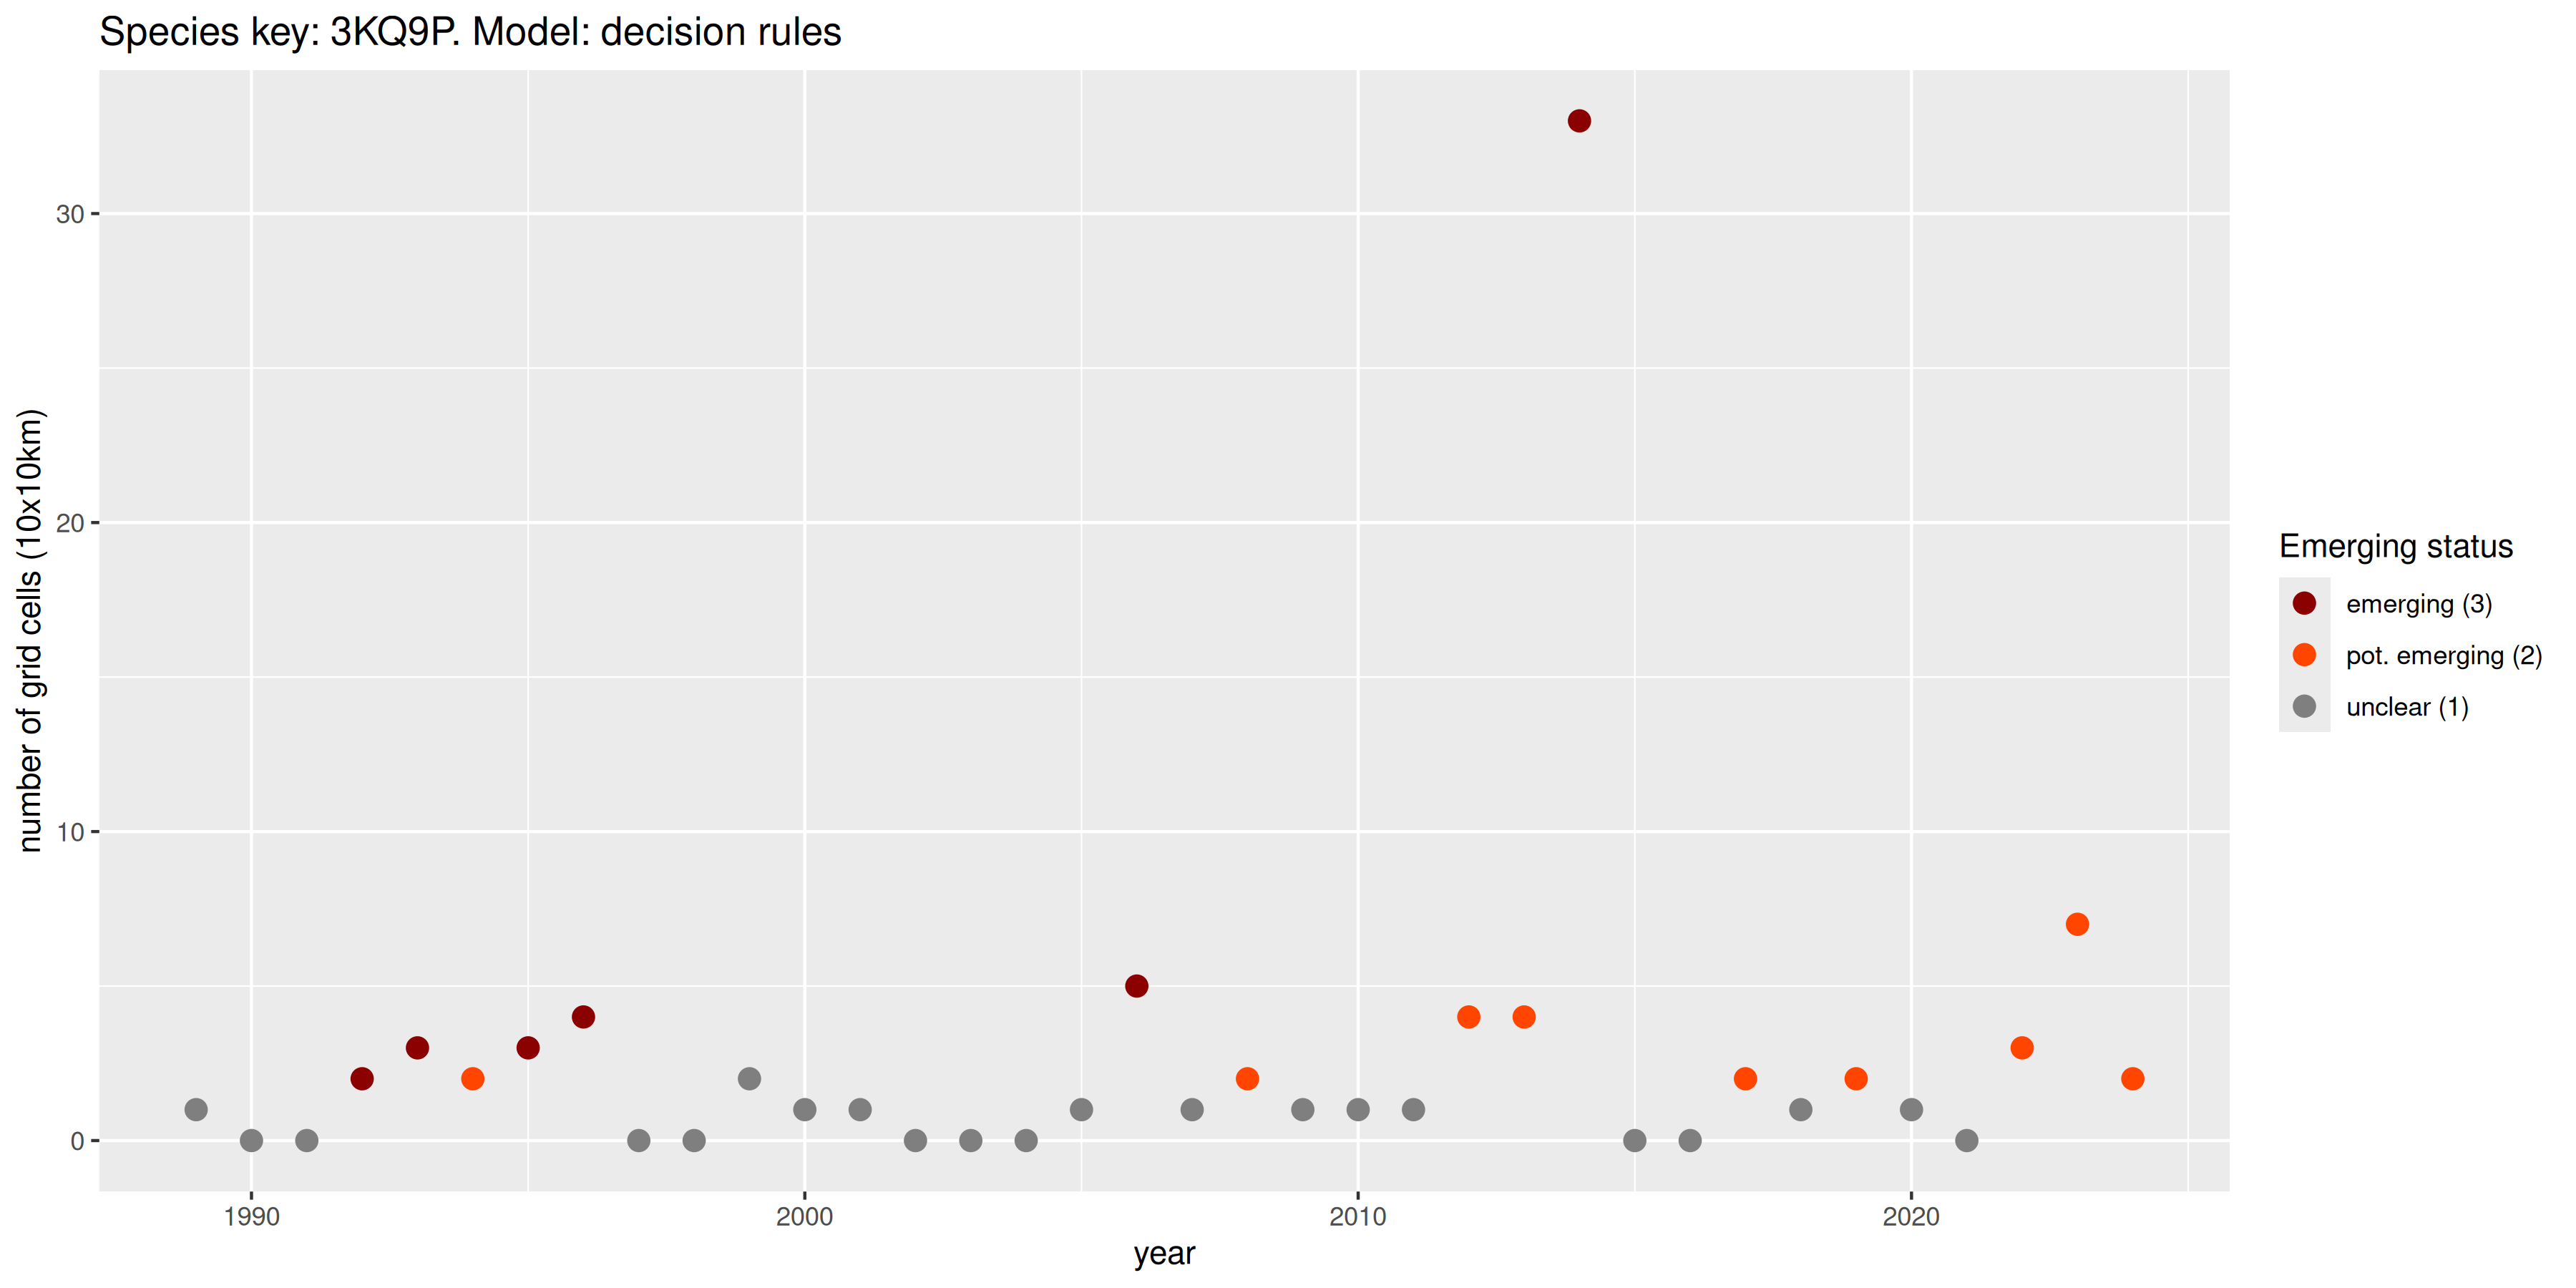 Species key: 3KQ9P. Model: decision rules
number of grid cells (10x10km)
30
20
10
0
1990
2000
2010
2020
year
Emerging status
emerging (3)
pot. emerging (2)
unclear (1)